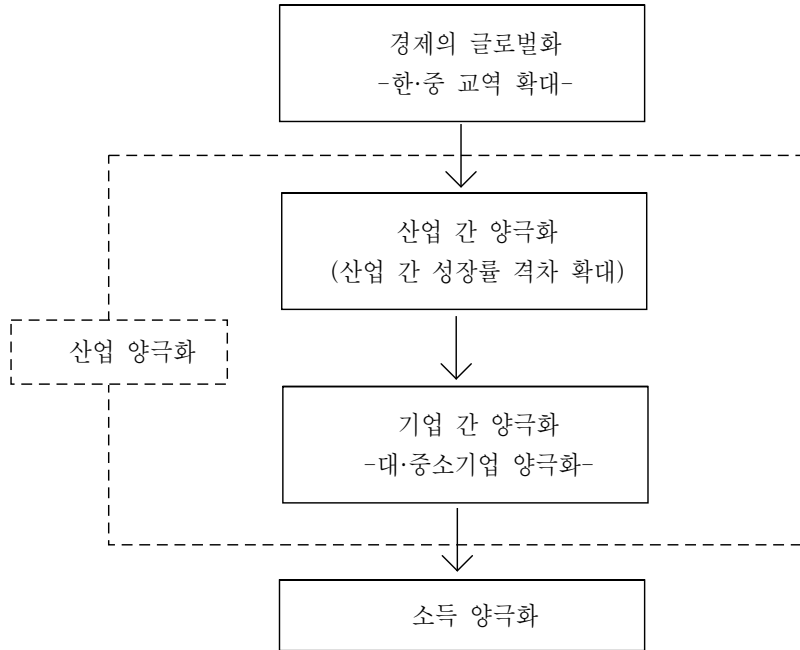 경제의 글로벌화
-한·중 교역 확대-
산업 간 양극화
(산업 간 성장률 격차 확대)
산업 양극화
기업 간 양극화
-대·중소기업 양극화-
소득 양극화